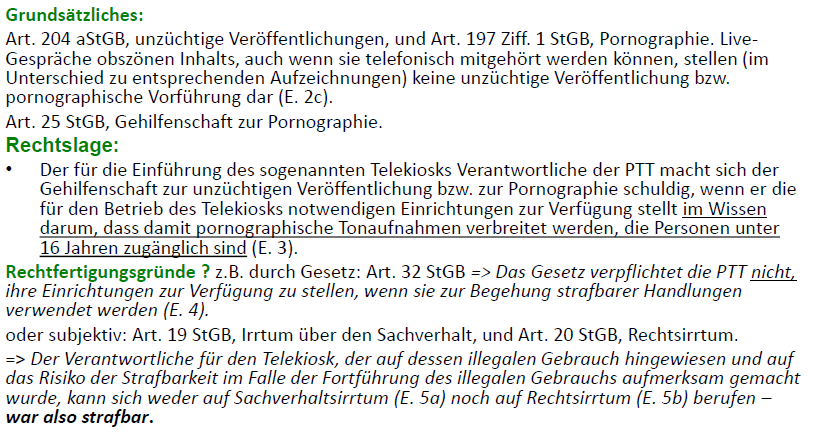 Grundsätzliches:
Art. 204 aStGB, unzüchtige Veröffentlichungen, und Art. 197 Ziff. 1 StGB, Pornographie. Live-
Gespräche obszönen Inhalts, auch wenn sie telefonisch mitgehört werden können, stellen (im
Unterschied zu entsprechenden Aufzeichnungen) keine unzüchtige Veröffentlichung bzw.
pornographische Vorführung dar (E. 2c).
Art. 25 StGB, Gehilfenschaft zur Pornographie.
Rechtslage:
• Der für die Einführung des sogenannten Telekiosks Verantwortliche der PTT macht sich der
Gehilfenschaft zur unzüchtigen Veröffentlichung bzw. zur Pornographie schuldig, wenn er die
für den Betrieb des Telekiosks notwendigen Einrichtungen zur Verfügung stellt im Wissen
darum, dass damit pornographische Tonaufnahmen verbreitet werden, die Personen unter
16 Jahren zugänglich sind (E. 3).
Rechtfertigungsgründe ? z.B. durch Gesetz: Art. 32 StGB => Das Gesetz verpflichtet die PTT nicht,
ihre Einrichtungen zur Verfügung zu stellen, wenn sie zur Begehung strafbarer Handlungen
verwendet werden (E. 4).
oder subjektiv: Art. 19 StGB, Irrtum über den Sachverhalt, und Art. 20 StGB, Rechtsirrtum.
=> Der Verantwortliche für den Telekiosk, der auf dessen illegalen Gebrauch hingewiesen und auf
das Risiko der Strafbarkeit im Falle der Fortführung des illegalen Gebrauchs aufmerksam gemacht
wurde, kann sich weder auf Sachverhaltsirrtum (E. 5a) noch auf Rechtsirrtum (E. 5b) berufen –
war also strafbar.